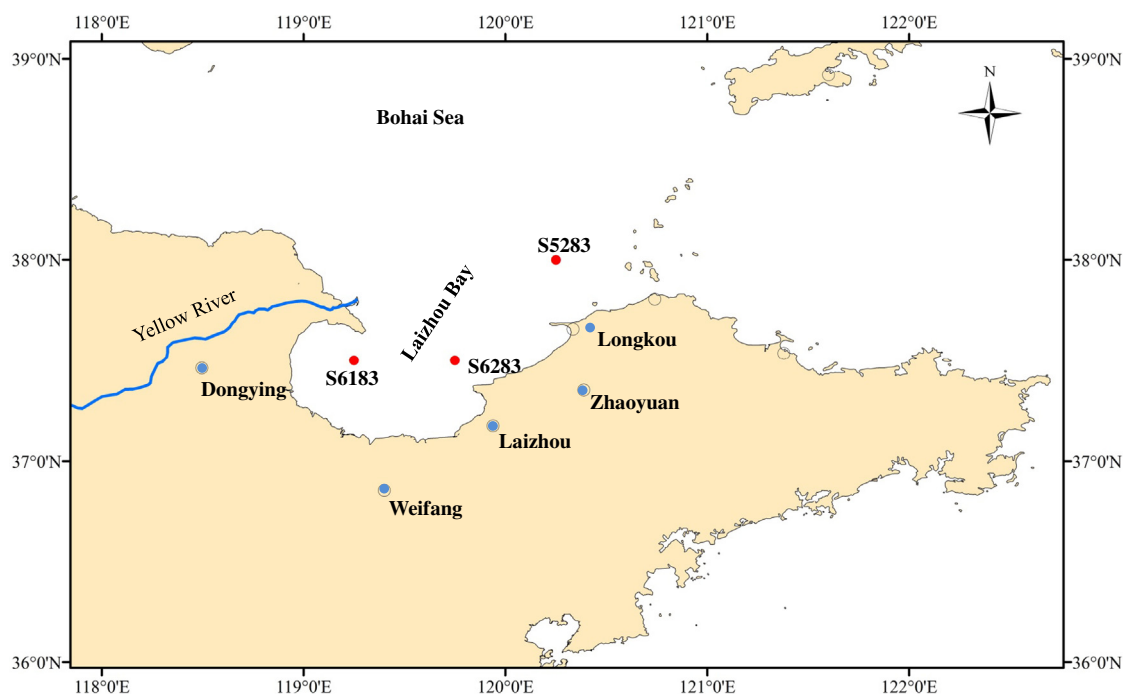 118°0'E 119°0'E 120°0'E 121°0'E 122°0'E
39°0'N 39°0'N
N
Bohai Sea
S5283
38°0'N 38°0'N
Laizhou Bay
Yellow River
Longkou
S6183 S6283
Dongying
Zhaoyuan
Laizhou
37°0'N 37°0'N
Weifang
36°0'N 36°0'N
118°0'E 119°0'E 120°0'E 121°0'E 122°0'E